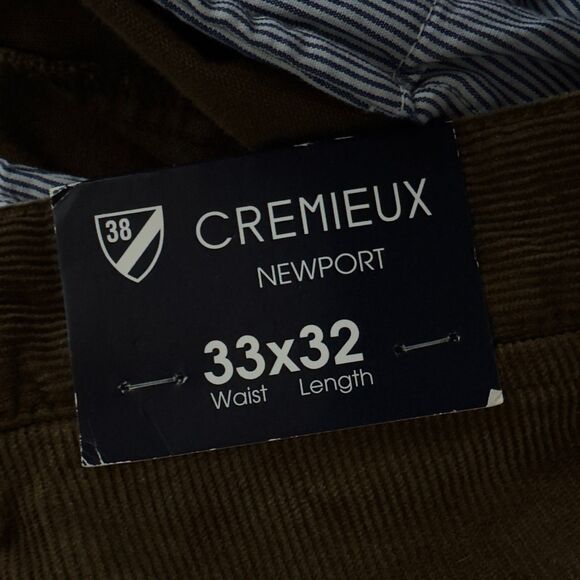 38
CREMIEUX
NEWPORT
33x32
Waist Length